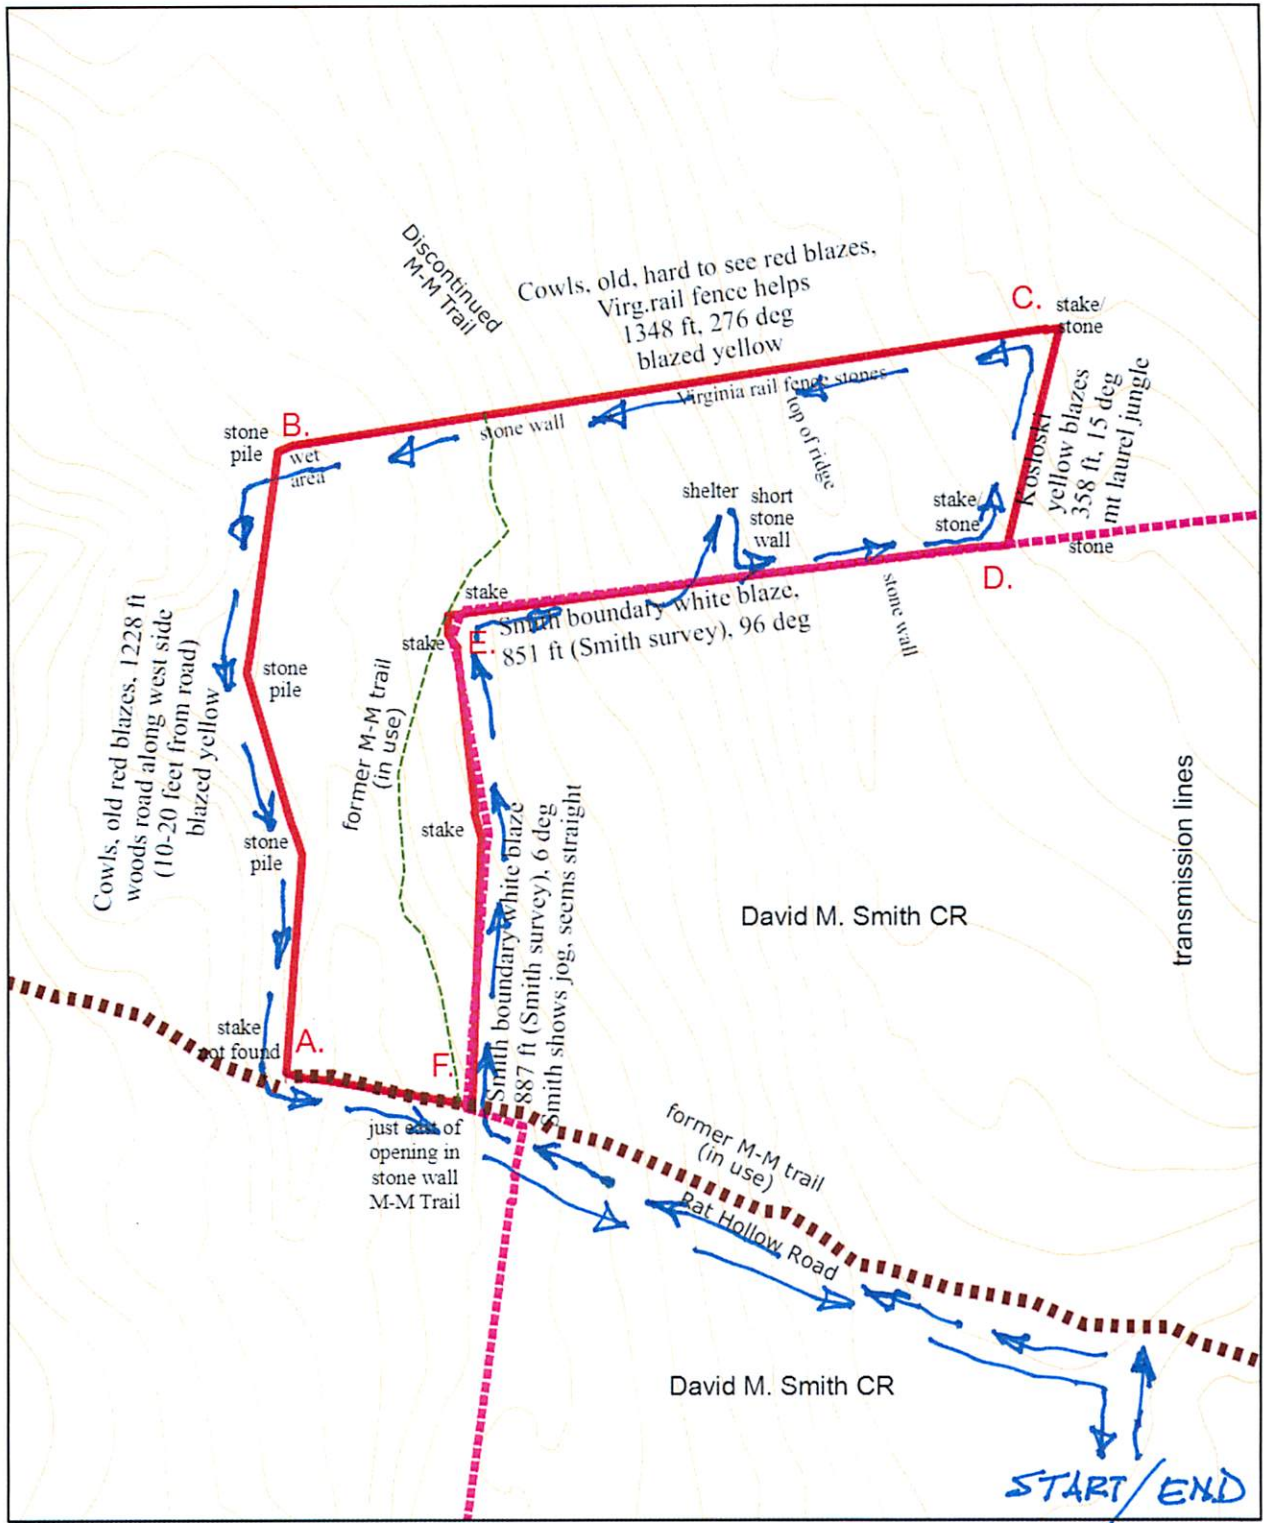 Discontinued
M-M Trail
Cowls, old, hard to see red blazes,
Virg.rail fence helps
1348 ft, 276 deg
blazed yellow
C.
stake/
stone
Virginia rail fence stones
top of ridge
stone wall
B.
stone
pile
wet
area
Kosloski
yellow blazes
358 ft, 15 deg
mt laurel jungle
shelter
short
stone
wall
stake/
stone
stone
D.
stone wall
stake
stake
E.
Smith boundary white blaze,
851 ft (Smith survey), 96 deg
Cowls, old red blazes, 1228 ft
woods road along west side
(10-20 feet from road)
blazed yellow
stone
pile
former M-M trail
(in use)
stake
stone
pile
Smith boundary white blaze
887 ft (Smith survey), 6 deg
Smith shows jog, seems straight
David M. Smith CR
transmission lines
stake
not found
A.
F.
just east of
opening in
stone wall
M-M Trail
former M-M trail
(in use)
Rat Hollow Road
David M. Smith CR
START/END